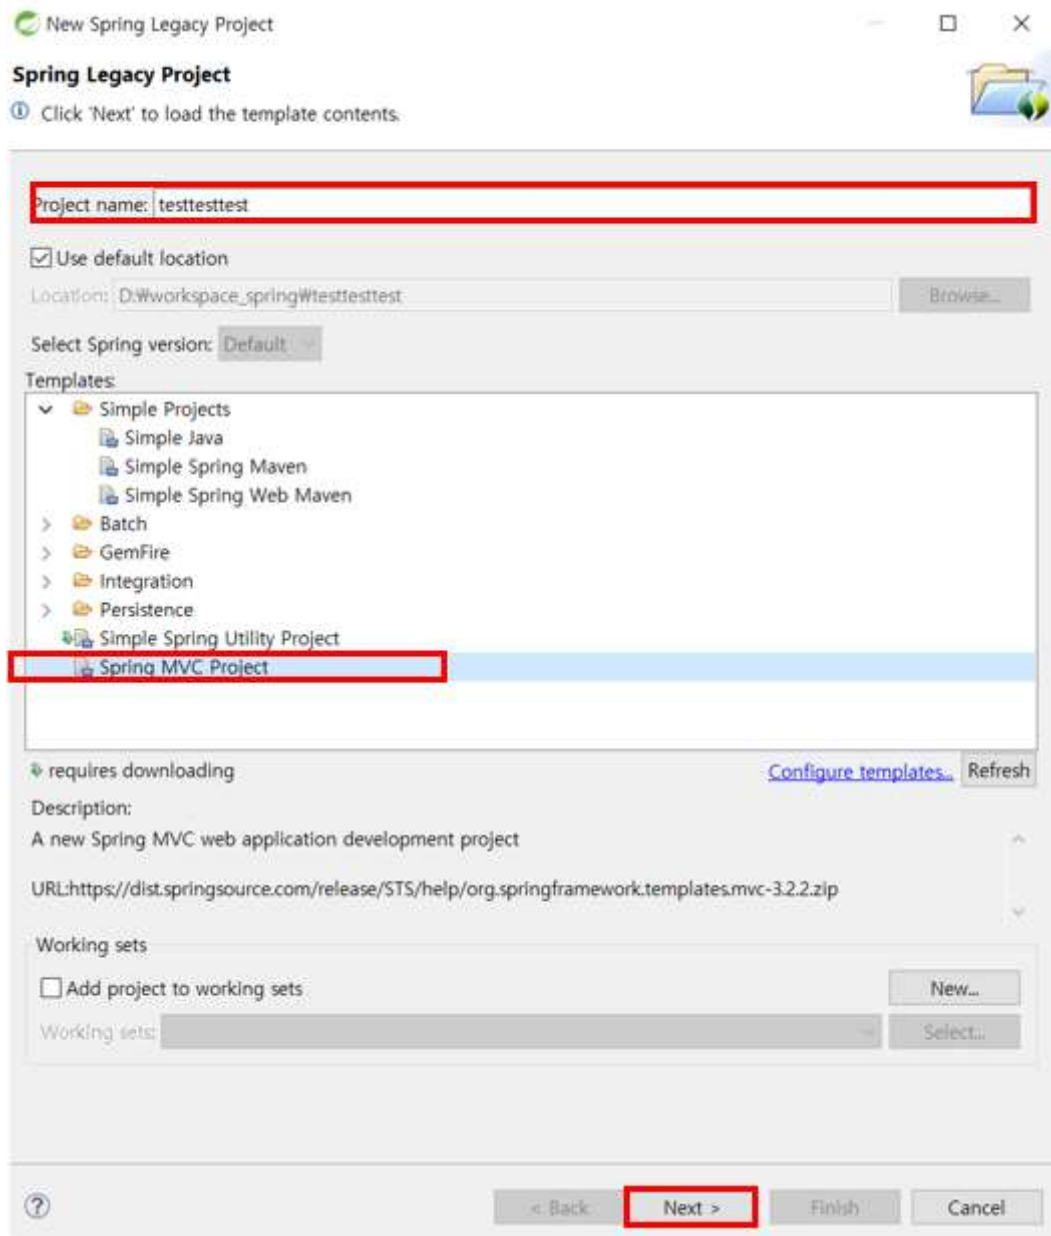 New Spring Legacy Project
Spring Legacy Project
Click 'Next' to load the template contents.
Project name: testtesttest
Use default location
Location: D:₩workspace_spring₩testtesttest Browse...
Select Spring version: Default
Templates:
Simple Projects
Simple Java
Simple Spring Maven
Simple Spring Web Maven
Batch
GemFire
Integration
Persistence
Simple Spring Utility Project
Spring MVC Project
requires downloading Configure templates... Refresh
Description:
A new Spring MVC web application development project
URL:https://dist.springsource.com/release/STS/help/org.springframework.templates.mvc-3.2.2.zip
Working sets
Add project to working sets New...
Working sets: Select...
? < Back Next > Finish Cancel